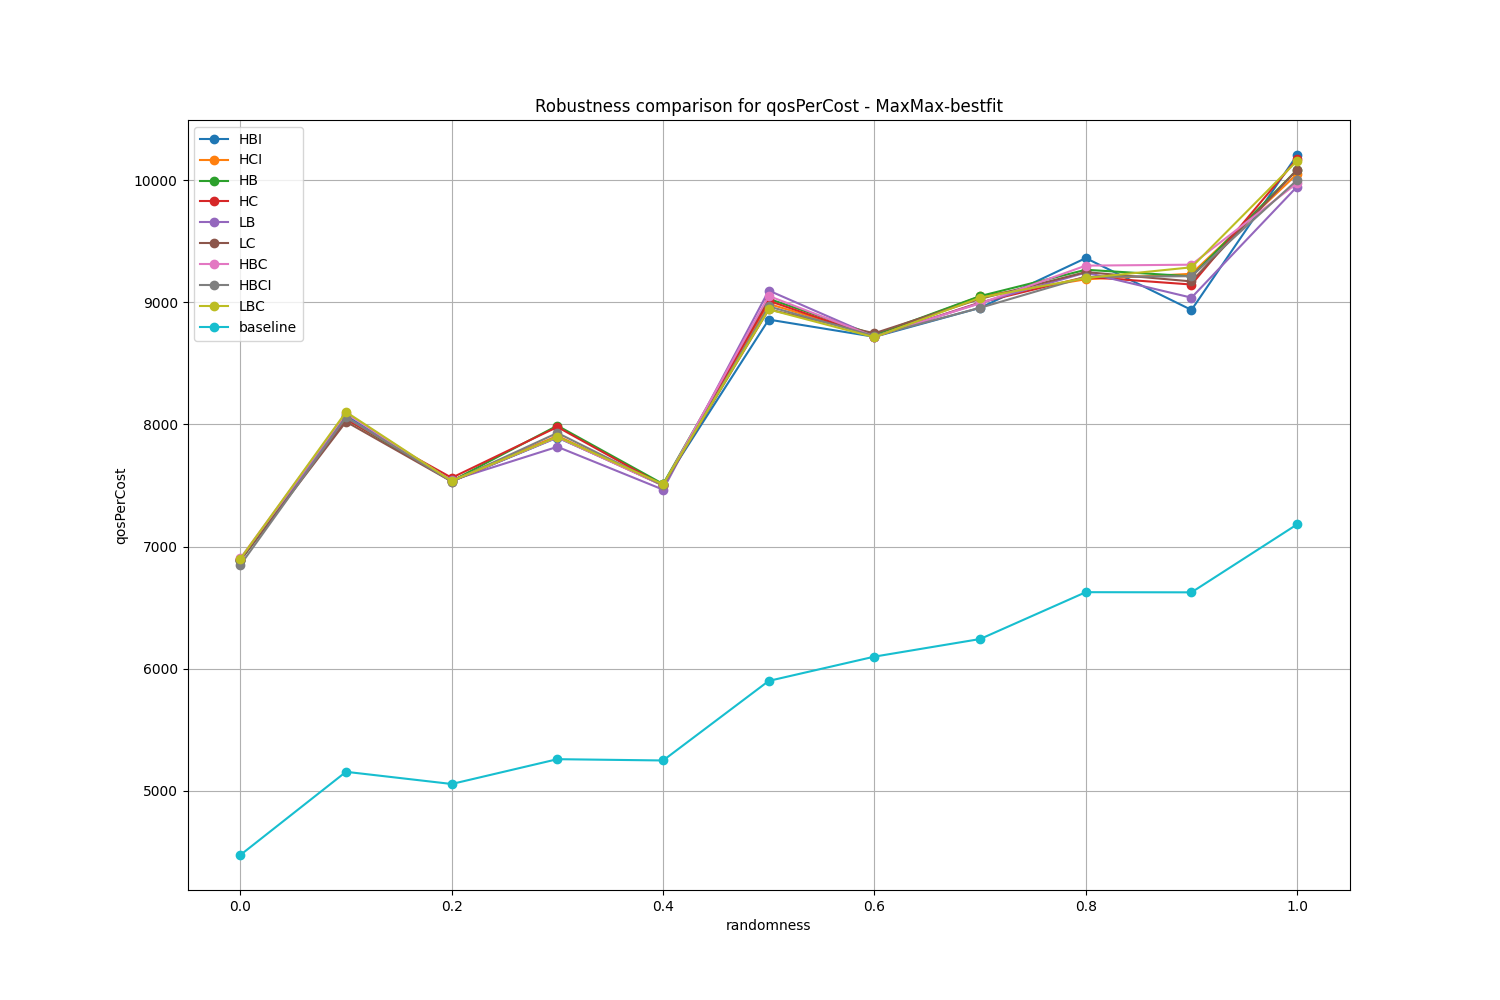 Robustness comparison for qosPerCost - MaxMax-bestfit
HBI
HCI
HB
HC
LB
LC
HBC
HBCI
LBC
baseline
10000
9000
8000
7000
6000
5000
qosPerCost
0.0 0.2 0.4 0.6 0.8 1.0
randomness